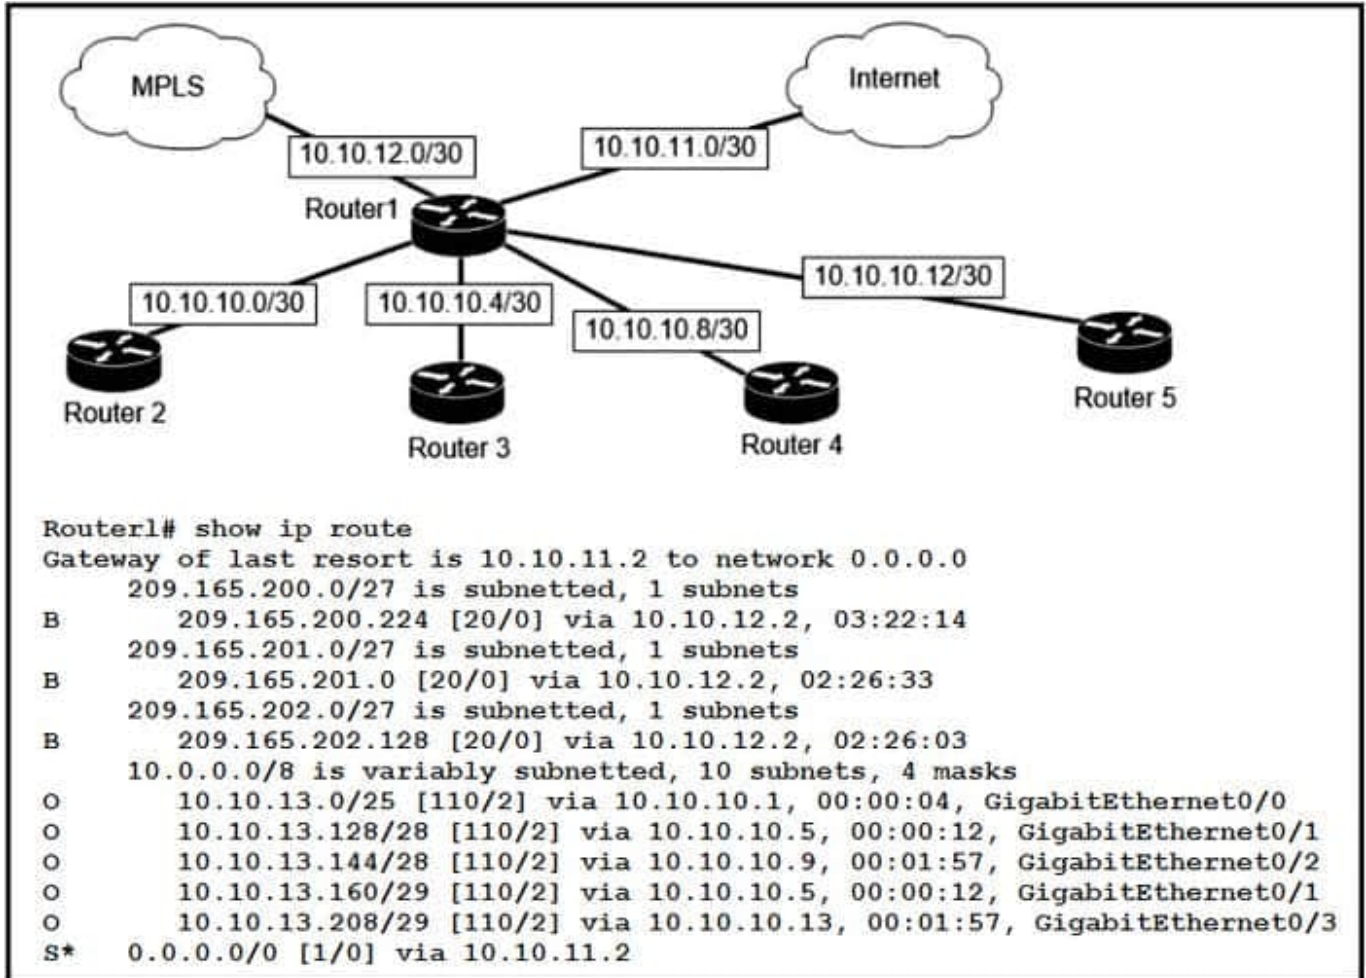 MPLS
Internet
10.10.12.0/30
10.10.11.0/30
Router1
10.10.10.12/30
10.10.10.0/30
10.10.10.4/30
10.10.10.8/30
Router 2
Router 3
Router 4
Router 5
Router1# show ip route
Gateway of last resort is 10.10.11.2 to network 0.0.0.0
209.165.200.0/27 is subnetted, 1 subnets
B 209.165.200.224 [20/0] via 10.10.12.2, 03:22:14
209.165.201.0/27 is subnetted, 1 subnets
B 209.165.201.0 [20/0] via 10.10.12.2, 02:26:33
209.165.202.0/27 is subnetted, 1 subnets
B 209.165.202.128 [20/0] via 10.10.12.2, 02:26:03
10.0.0.0/8 is variably subnetted, 10 subnets, 4 masks
O 10.10.13.0/25 [110/2] via 10.10.10.1, 00:00:04, GigabitEthernet0/0
O 10.10.13.128/28 [110/2] via 10.10.10.5, 00:00:12, GigabitEthernet0/1
O 10.10.13.144/28 [110/2] via 10.10.10.9, 00:01:57, GigabitEthernet0/2
O 10.10.13.160/29 [110/2] via 10.10.10.5, 00:00:12, GigabitEthernet0/1
O 10.10.13.208/29 [110/2] via 10.10.10.13, 00:01:57, GigabitEthernet0/3
S* 0.0.0.0/0 [1/0] via 10.10.11.2